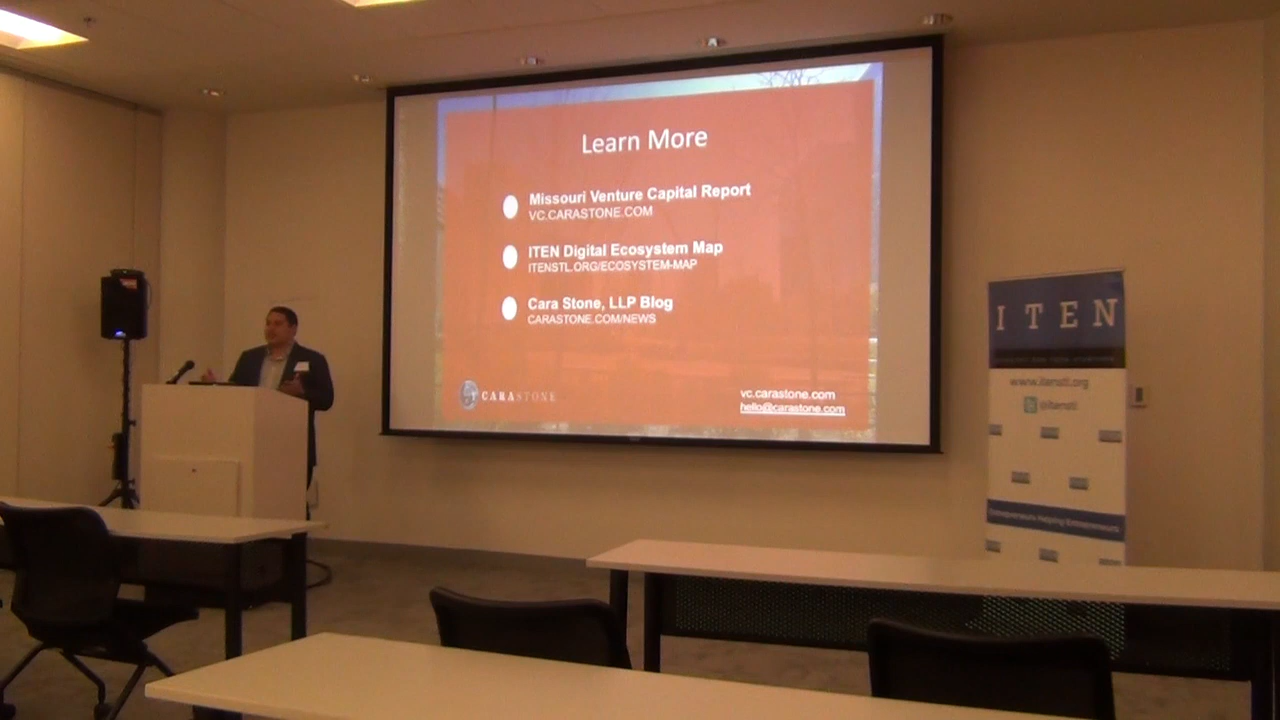 Learn More
Missouri Venture Capital Report
VC.CARASTONE.COM
ITEN Digital Ecosystem Map
ITENSTL.ORG/ECOSYSTEM-MAP
Cara Stone, LLP Blog
CARASTONE.COM/NEWS
CARASTONE
vc.carastone.com
hello@carastone.com
ITEN
www.itenstl.org
@itenstl
Entrepreneurs Helping Entrepreneurs